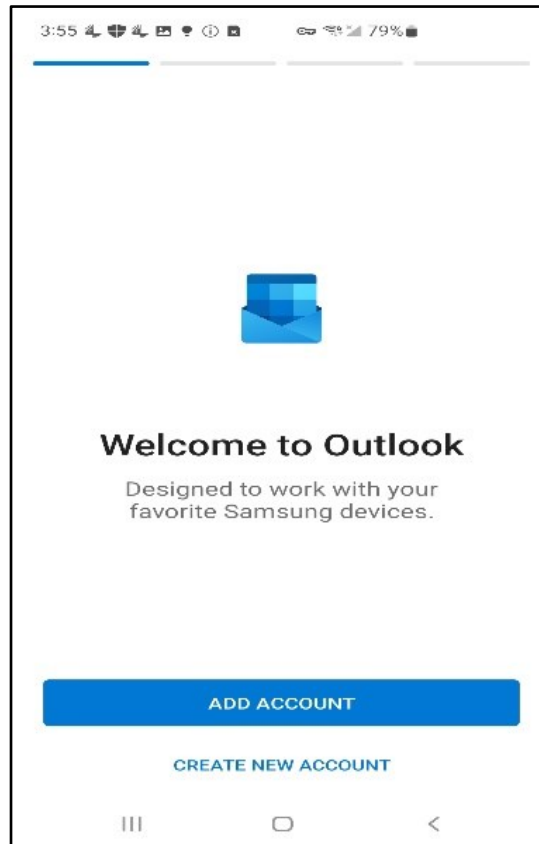 3:55 79%
Welcome to Outlook
Designed to work with your
favorite Samsung devices.
ADD ACCOUNT
CREATE NEW ACCOUNT